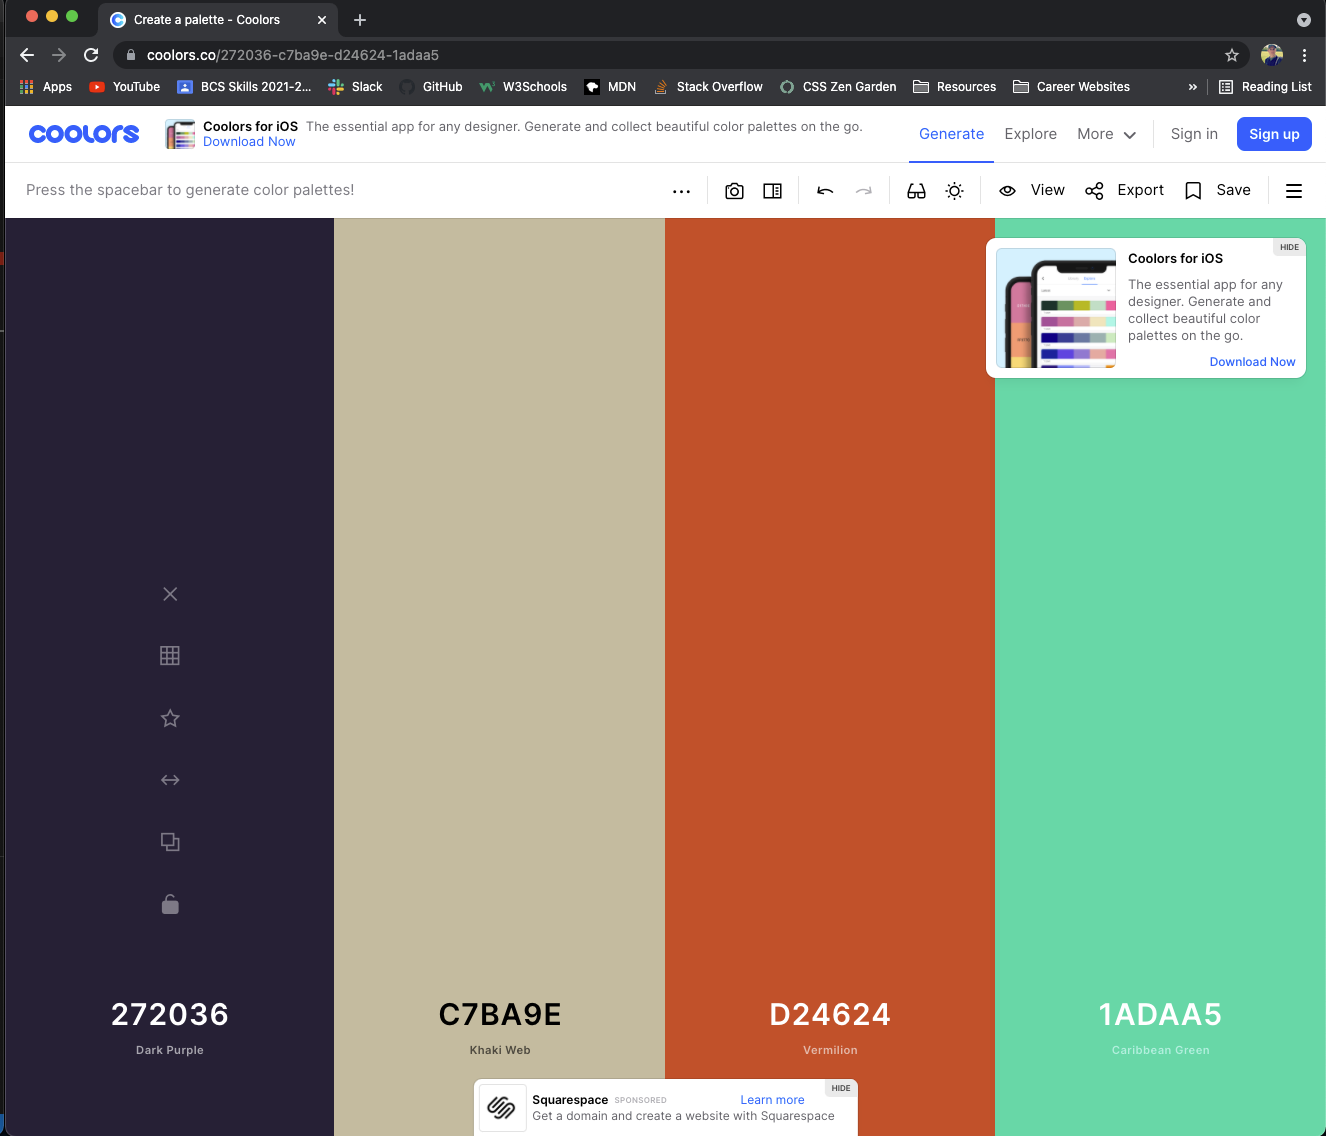 Create a palette - Coolors
coolors.co/272036-c7ba9e-d24624-1adaa5
Apps YouTube BCS Skills 2021-2... Slack GitHub W3Schools MDN Stack Overflow CSS Zen Garden Resources Career Websites » Reading List
coolors Coolors for iOS The essential app for any designer. Generate and collect beautiful color palettes on the go.
Download Now
Generate Explore More Sign in Sign up
Press the spacebar to generate color palettes!
View Export Save
HIDE
Coolors for iOS
The essential app for any
designer. Generate and
collect beautiful color
palettes on the go.
Download Now
272036 C7BA9E D24624 1ADAA5
Dark Purple Khaki Web Vermilion Caribbean Green
HIDE
Squarespace SPONSORED Learn more
Get a domain and create a website with Squarespace